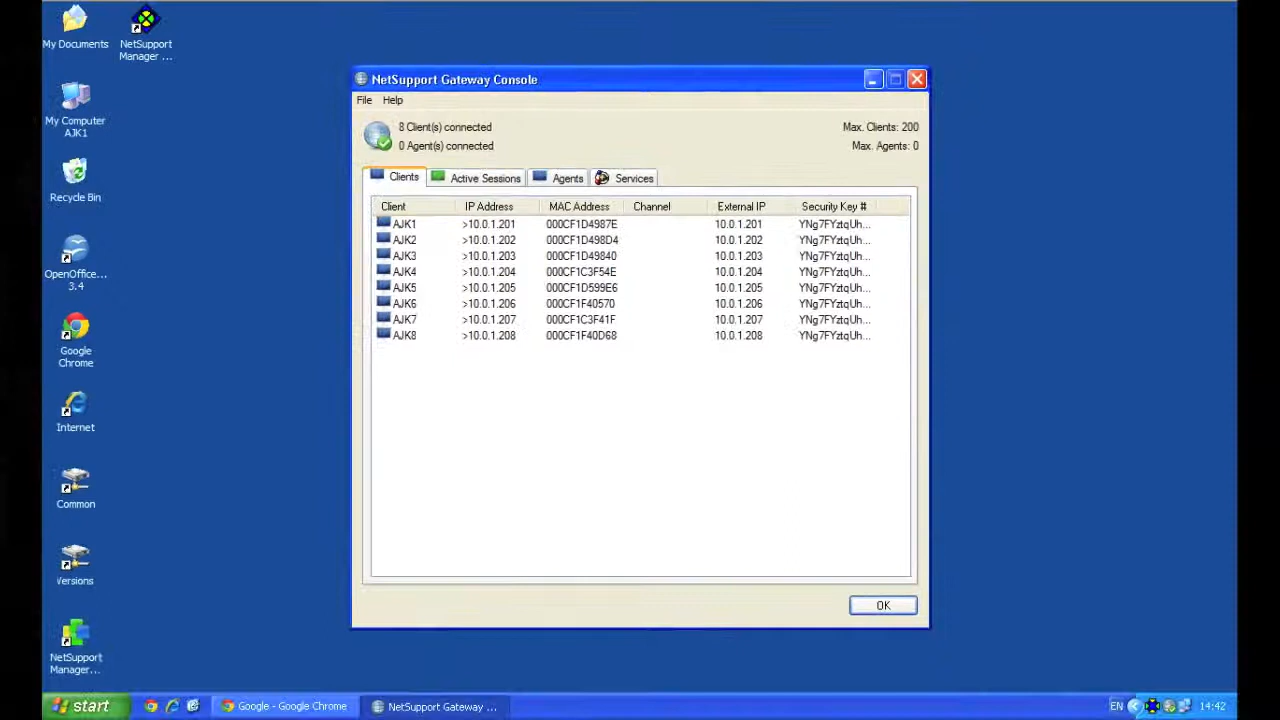 My Documents
NetSupport
Manager ...
My Computer
AJK1
Recycle Bin
OpenOffice...
3.4
Google
Chrome
Internet
Common
Versions
NetSupport
Manager...
NetSupport Gateway Console
File Help
8 Client(s) connected Max. Clients: 200
0 Agent(s) connected Max. Agents: 0
Clients Active Sessions Agents Services
Client IP Address MAC Address Channel External IP Security Key #
AJK1 >10.0.1.201 000CF1D4987E 10.0.1.201 YNg7FYztqUh...
AJK2 >10.0.1.202 000CF1D498D4 10.0.1.202 YNg7FYztqUh...
AJK3 >10.0.1.203 000CF1D49840 10.0.1.203 YNg7FYztqUh...
AJK4 >10.0.1.204 000CF1C3F54E 10.0.1.204 YNg7FYztqUh...
AJK5 >10.0.1.205 000CF1D599E6 10.0.1.205 YNg7FYztqUh...
AJK6 >10.0.1.206 000CF1F40570 10.0.1.206 YNg7FYztqUh...
AJK7 >10.0.1.207 000CF1C3F41F 10.0.1.207 YNg7FYztqUh...
AJK8 >10.0.1.208 000CF1F40D68 10.0.1.208 YNg7FYztqUh...
OK
start Google - Google Chrome NetSupport Gateway ... EN 14:42